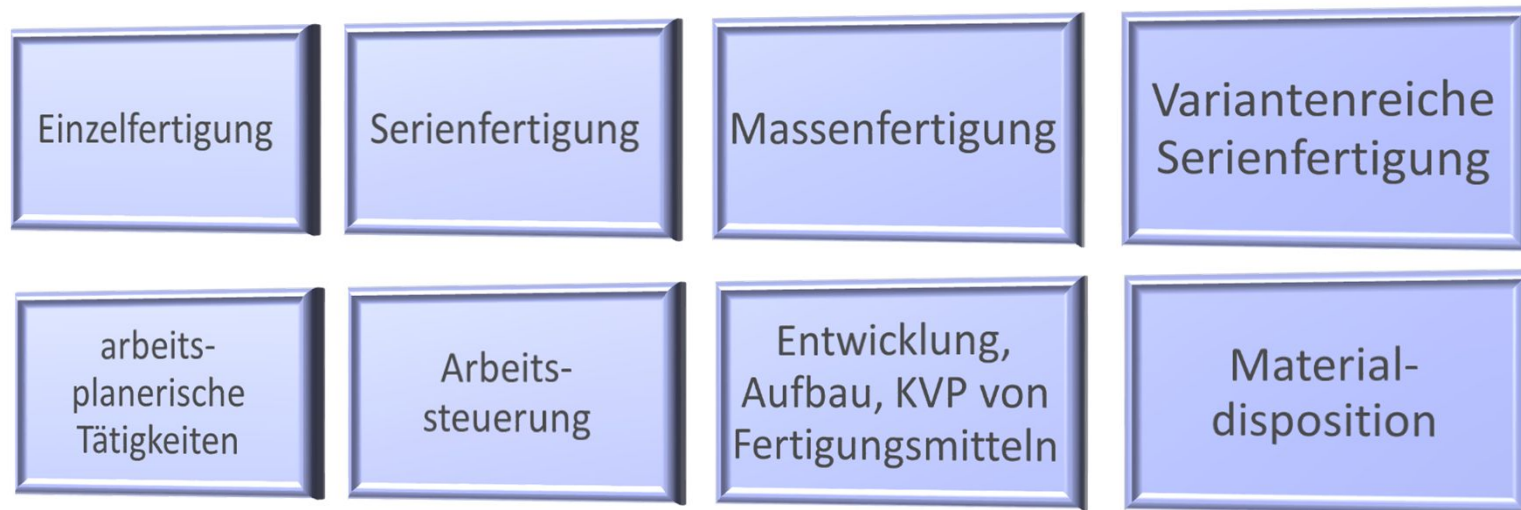 Einzelfertigung
Serienfertigung
Massenfertigung
Variantenreiche
Serienfertigung
arbeits-
planerische
Tätigkeiten
Arbeits-
steuerung
Entwicklung,
Aufbau, KVP von
Fertigungsmitteln
Material-
disposition